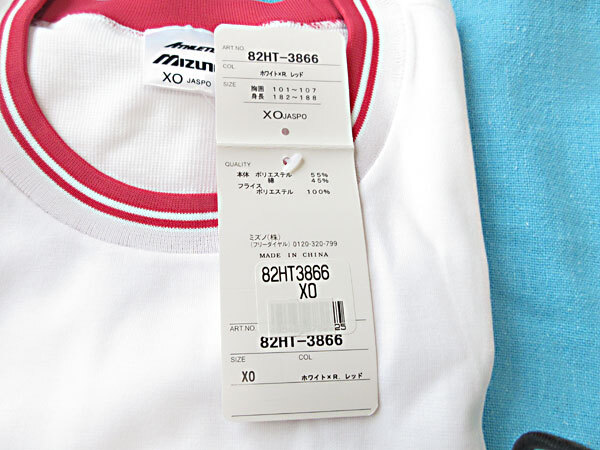 ATHLETE
MIZUNO
XO JASPO
ART NO.
82HT-3866
COL
ホワイト×R. レッド
SIZE
胸囲 101~107
身長 182~188
XO JASPO
QUALITY
本体 ポリエステル 55%
綿 45%
フライス
ポリエステル 100%
ミズノ(株)
(フリーダイヤル) 0120-320-799
MADE IN CHINA
82HT3866
XO
25
ART NO.
82HT-3866
SIZE COL
XO ホワイト×R. レッド